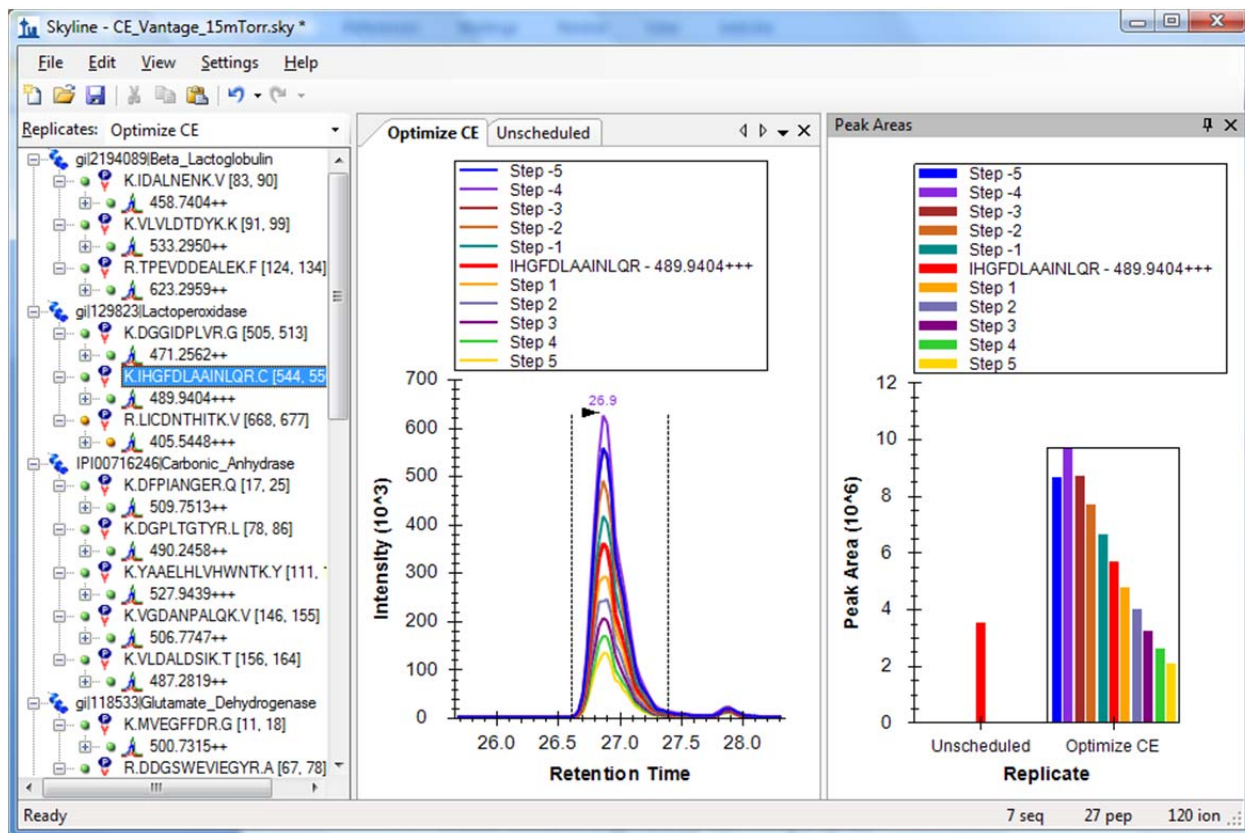 Skyline - CE_Vantage_15mTorr.sky *
File Edit View Settings Help
Replicates: Optimize CE
gi|2194089|Beta_Lactoglobulin
K.IDALNENK.V [83, 90]
458.7404++
K.VLVLDTDYK.K [91, 99]
533.2950++
R.TPEVDDEALEK.F [124, 134]
623.2959++
gi|129823|Lactoperoxidase
K.DGGIDPLVR.G [505, 513]
471.2562++
K.IHGFDLAAINLQR.C [544, 55
489.9404+++
R.LICDNTHITK.V [668, 677]
405.5448+++
IPI00716246|Carbonic_Anhydrase
K.DFPIANGER.Q [17, 25]
509.7513++
K.DGPLTGTYR.L [78, 86]
490.2458++
K.YAAELHLVHWNTK.Y [111,
527.9439+++
K.VGDANPALQK.V [146, 155]
506.7747++
K.VLDALDSIK.T [156, 164]
487.2819++
gi|118533|Glutamate_Dehydrogenase
K.MVEGFFDR.G [11, 18]
500.7315++
R.DDGSWEVIEGYR.A [67, 78]
Optimize CE Unscheduled
Step -5
Step -4
Step -3
Step -2
Step -1
IHGFDLAAINLQR - 489.9404+++
Step 1
Step 2
Step 3
Step 4
Step 5
700
600
500
400
300
200
100
0
Intensity (10^3)
26.9
26.0 26.5 27.0 27.5 28.0
Retention Time
Peak Areas
Step -5
Step -4
Step -3
Step -2
Step -1
IHGFDLAAINLQR - 489.9404+++
Step 1
Step 2
Step 3
Step 4
Step 5
12
10
8
6
4
2
0
Peak Area (10^6)
Unscheduled Optimize CE
Replicate
Ready 7 seq 27 pep 120 ion